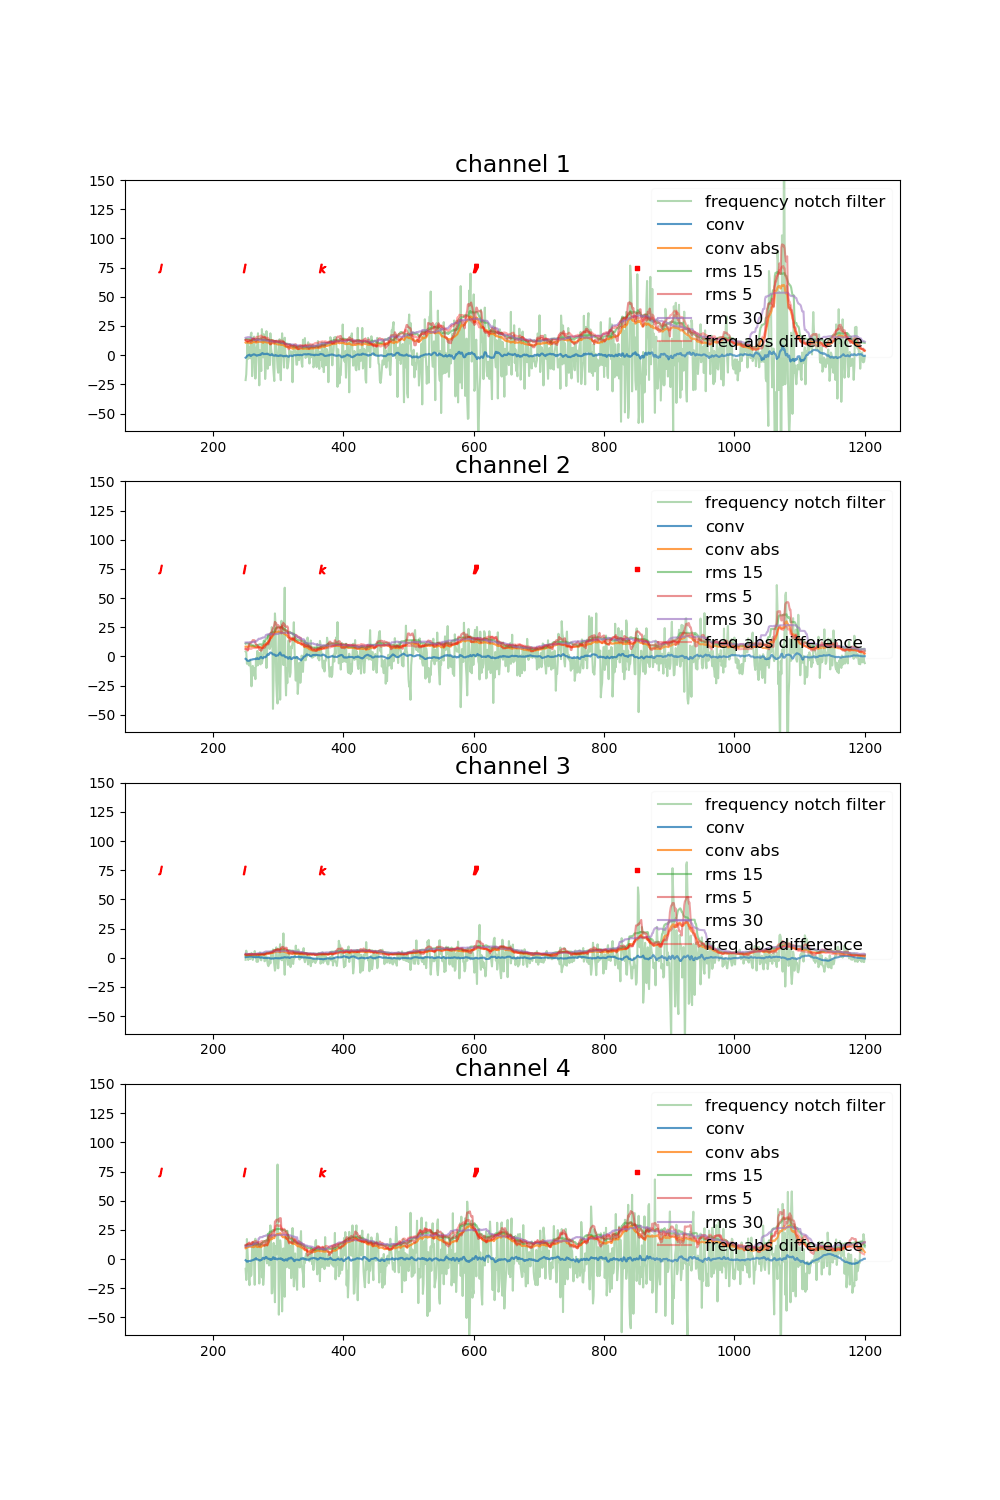 channel 1
150
125
100
75
50
25
0
−25
−50
J l k , .
frequency notch filter
conv
conv abs
rms 15
rms 5
rms 30
freq abs difference
200 400 600 800 1000 1200
channel 2
150
125
100
75
50
25
0
−25
−50
J l k , .
frequency notch filter
conv
conv abs
rms 15
rms 5
rms 30
freq abs difference
200 400 600 800 1000 1200
channel 3
150
125
100
75
50
25
0
−25
−50
J l k , .
frequency notch filter
conv
conv abs
rms 15
rms 5
rms 30
freq abs difference
200 400 600 800 1000 1200
channel 4
150
125
100
75
50
25
0
−25
−50
J l k , .
frequency notch filter
conv
conv abs
rms 15
rms 5
rms 30
freq abs difference
200 400 600 800 1000 1200